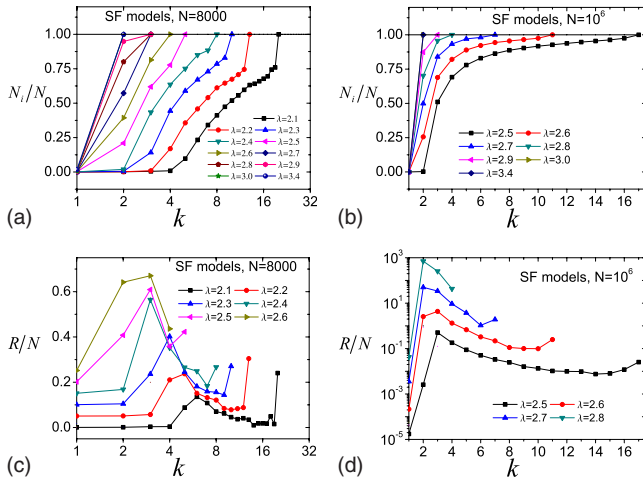 SF models, N=8000
1.00
0.75
0.50
0.25
0.00
N_i/N
λ=2.1
λ=2.2
λ=2.3
λ=2.4
λ=2.5
λ=2.6
λ=2.7
λ=2.8
λ=2.9
λ=3.0
λ=3.4
1 2 4 8 16 32
k
(a)
SF models, N=10^6
1.00
0.75
0.50
0.25
0.00
N_i/N
λ=2.5
λ=2.6
λ=2.7
λ=2.8
λ=2.9
λ=3.0
λ=3.4
2 4 6 8 10 12 14 16
k
(b)
SF models, N=8000
0.6
0.4
0.2
0.0
R/N
λ=2.1
λ=2.2
λ=2.3
λ=2.4
λ=2.5
λ=2.6
1 2 4 8 16 32
k
(c)
SF models, N=10^6
10^3
10^1
10^-1
10^-3
10^-5
R/N
λ=2.5
λ=2.6
λ=2.7
λ=2.8
2 4 6 8 10 12 14 16
k
(d)